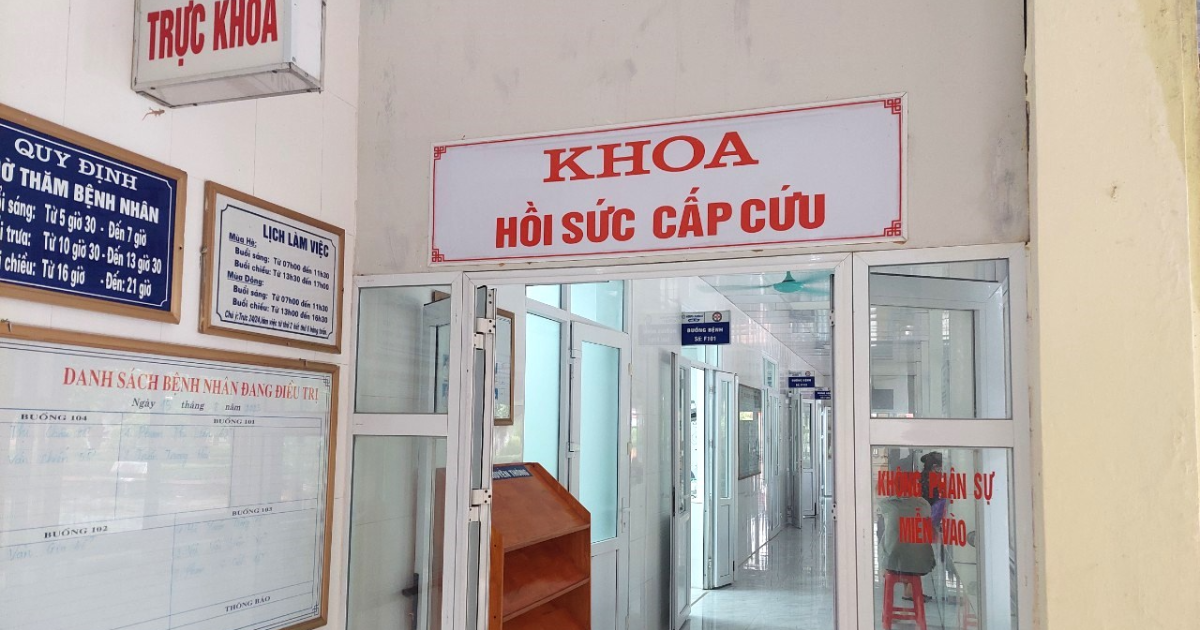 TRỰC KHOA
KHOA
HỒI SỨC CẤP CỨU
QUY ĐỊNH
THĂM BỆNH NHÂN
sáng: Từ 5 giờ 30 - Đến 7 giờ
trưa: Từ 10 giờ 30 - Đến 13 giờ 30
chiều: Từ 16 giờ - Đến: 21 giờ
LỊCH LÀM VIỆC
Mùa Hè:
Buổi sáng: Từ 07h00 đến 11h30
Buổi chiều: Từ 13h30 đến 17h00
Mùa Đông:
Buổi sáng: Từ 07h00 đến 11h30
Buổi chiều: Từ 13h00 đến 16h30
DANH SÁCH BỆNH NHÂN ĐANG ĐIỀU TRỊ
Ngày tháng năm
BUỒNG 104 BUỒNG 101
BUỒNG 102 BUỒNG 103
THÔNG BÁO
BUỒNG BỆNH
SỐ: F101
KHÔNG PHẬN SỰ
MIỄN VÀO